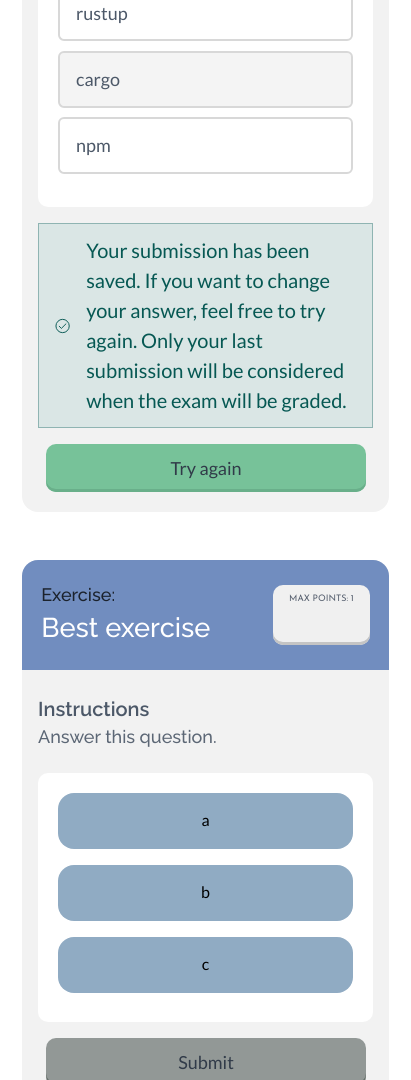 rustup
cargo
npm
Your submission has been
saved. If you want to change
your answer, feel free to try
again. Only your last
submission will be considered
when the exam will be graded.
Try again
Exercise:
Best exercise
MAX POINTS: 1
Instructions
Answer this question.
a
b
c
Submit